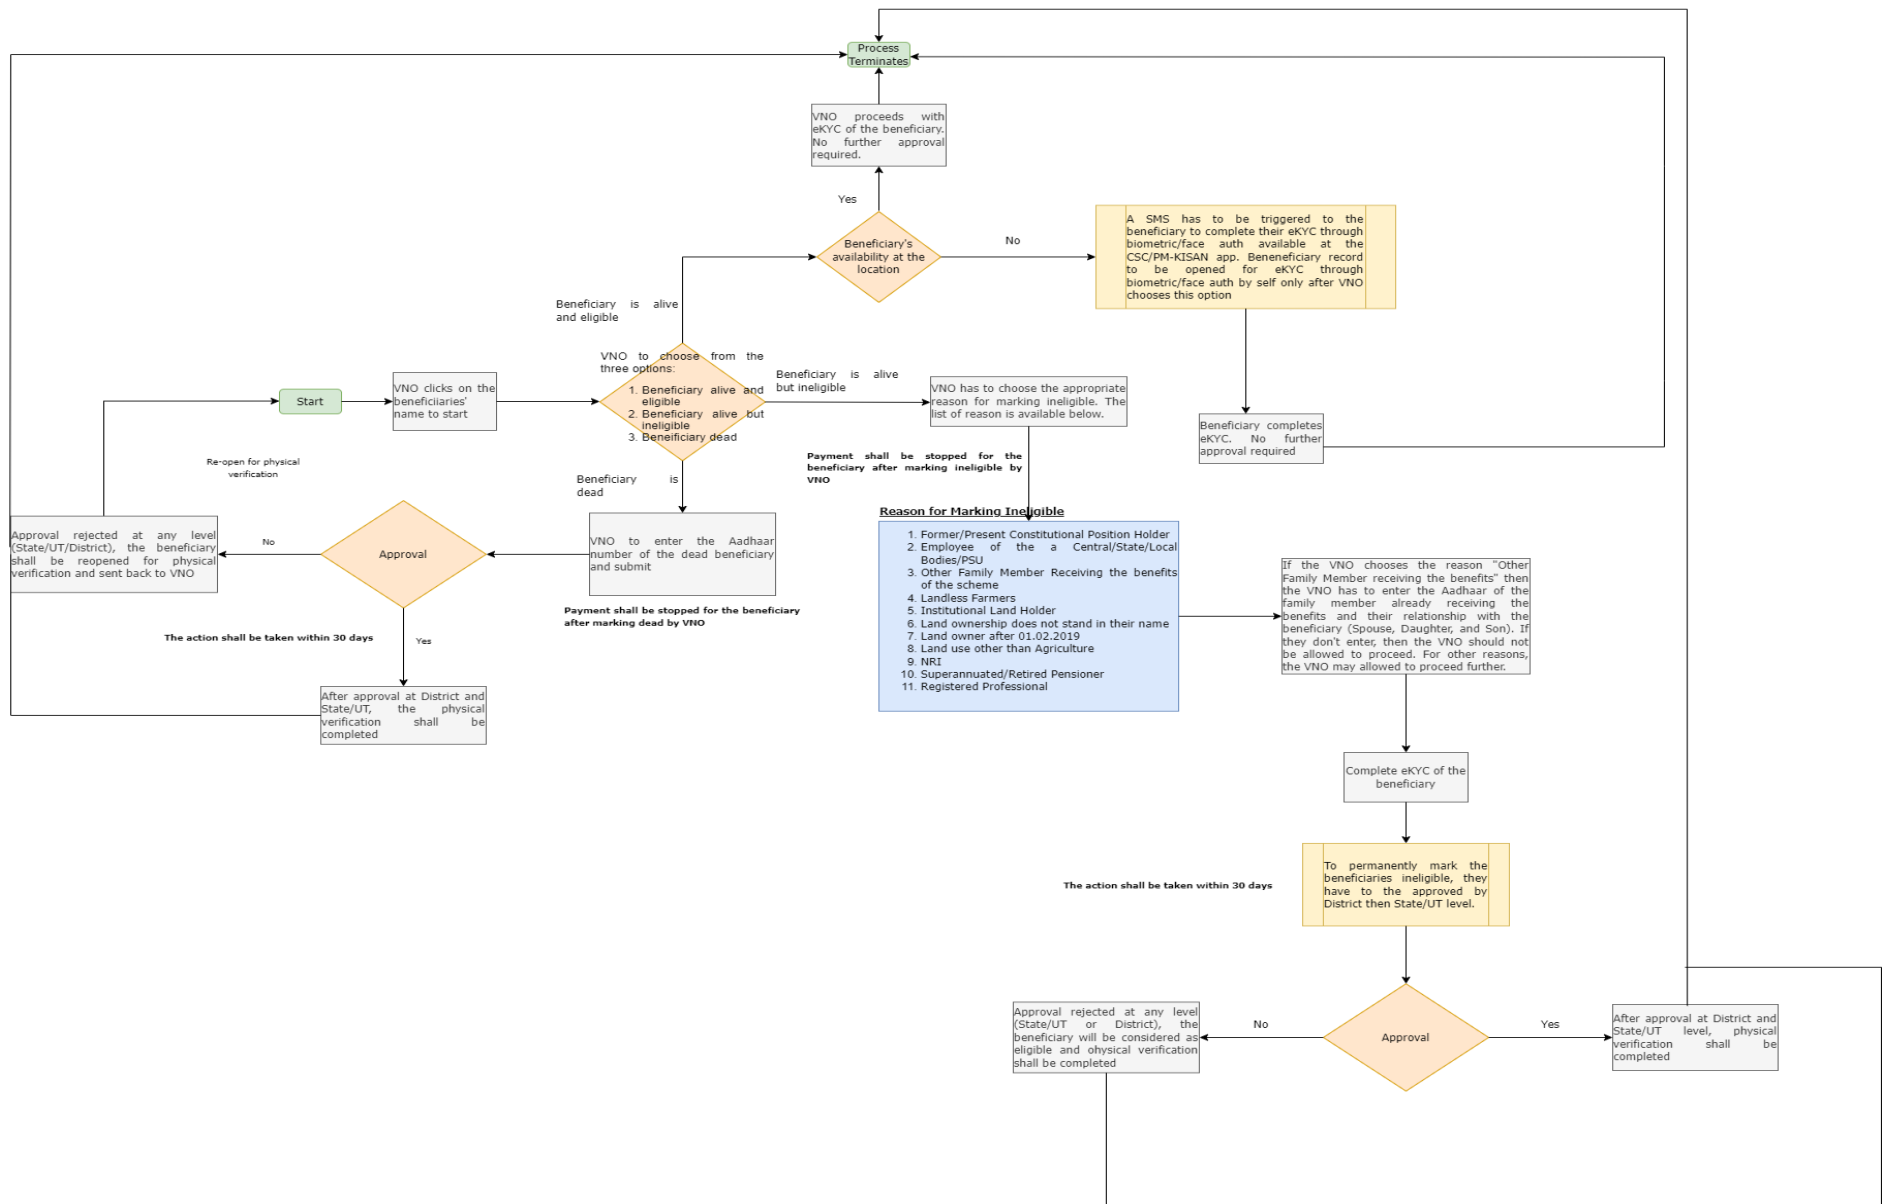 Process
Terminates
VNO proceeds with
eKYC of the beneficiary.
No further approval
required.
Yes
Beneficiary's
availability at the
location
No
A SMS has to be triggered to the
beneficiary to complete their eKYC through
biometric/face auth available at the
CSC/PM-KISAN app. Beneneficiary record
to be opened for eKYC through
biometric/face auth by self only after VNO
chooses this option
Beneficiary is alive
and eligible
Start
VNO clicks on the
beneficiiaries'
name to start
VNO to choose from the
three options:
1. Beneficiary alive and
eligible
2. Beneficiary alive but
ineligible
3. Beneificiary dead
Beneficiary is alive
but ineligible
VNO has to choose the appropriate
reason for marking ineligible. The
list of reason is available below.
Beneficiary completes
eKYC. No further
approval required
Re-open for physical
verification
Payment shall be stopped for the
beneficiary after marking ineligible by
VNO
Beneficiary is
dead
Approval rejected at any level
(State/UT/District), the beneficiary
shall be reopened for physical
verification and sent back to VNO
No
Approval
VNO to enter the Aadhaar
number of the dead beneficiary
and submit
Payment shall be stopped for the beneficiary
after marking dead by VNO
The action shall be taken within 30 days
Yes
After approval at District and
State/UT, the physical
verification shall be
completed
Reason for Marking Ineligible
1. Former/Present Constitutional Position Holder
2. Employee of the a Central/State/Local
Bodies/PSU
3. Other Family Member Receiving the benefits
of the scheme
4. Landless Farmers
5. Institutional Land Holder
6. Land ownership does not stand in their name
7. Land owner after 01.02.2019
8. Land use other than Agriculture
9. NRI
10. Superannuated/Retired Pensioner
11. Registered Professional
If the VNO chooses the reason "Other
Family Member receiving the benefits" then
the VNO has to enter the Aadhaar of the
family member already receiving the
benefits and their relationship with the
beneficiary (Spouse, Daughter, and Son). If
they don't enter, then the VNO should not
be allowed to proceed. For other reasons,
the VNO may allowed to proceed further.
Complete eKYC of the
beneficiary
The action shall be taken within 30 days
To permanently mark the
beneficiaries ineligible, they
have to the approved by
District then State/UT level.
Approval rejected at any level
(State/UT or District), the
beneficiary will be considered as
eligible and ohysical verification
shall be completed
No
Approval
Yes
After approval at District and
State/UT level, physical
verification shall be
completed